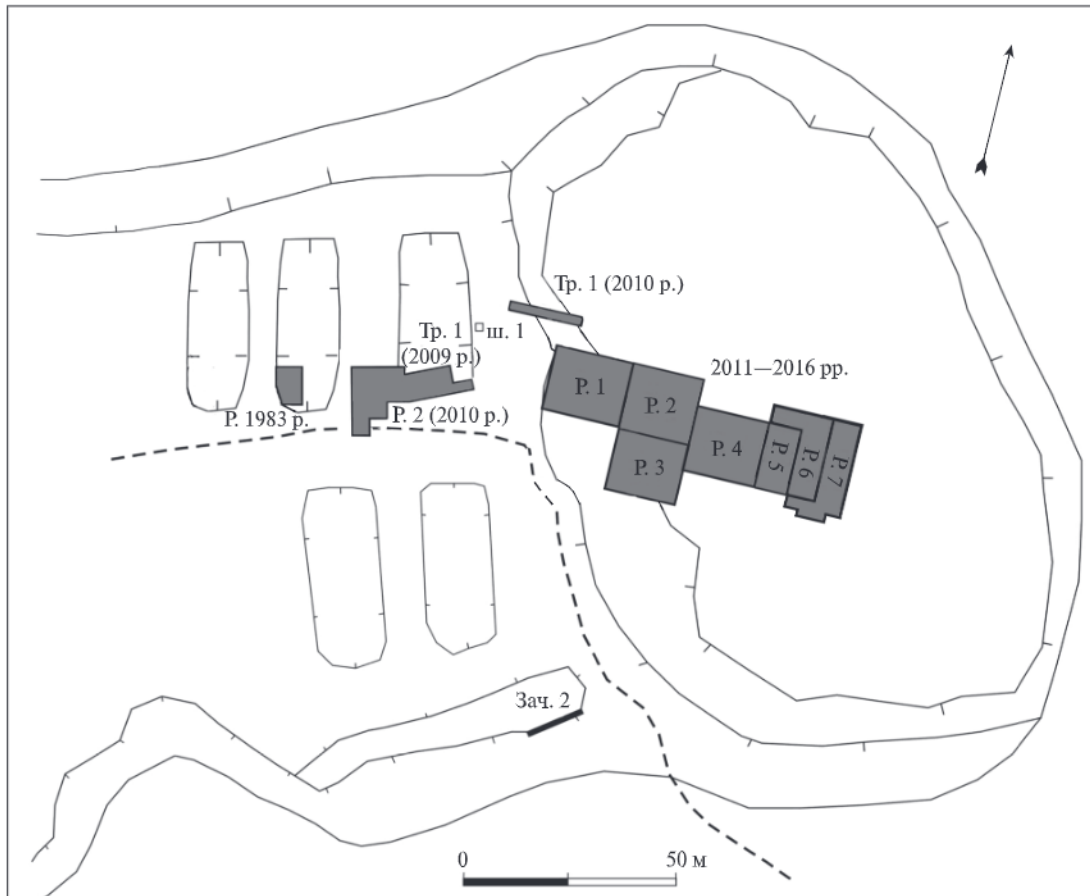 Тр. 1 (2010 р.)
Тр. 1
(2009 р.)
ш. 1
2011—2016 рр.
Р. 1
Р. 2
Р. 3
Р. 4
Р. 5
Р. 6
Р. 7
Р. 1983 р.
Р. 2 (2010 р.)
Зач. 2
0
50 м